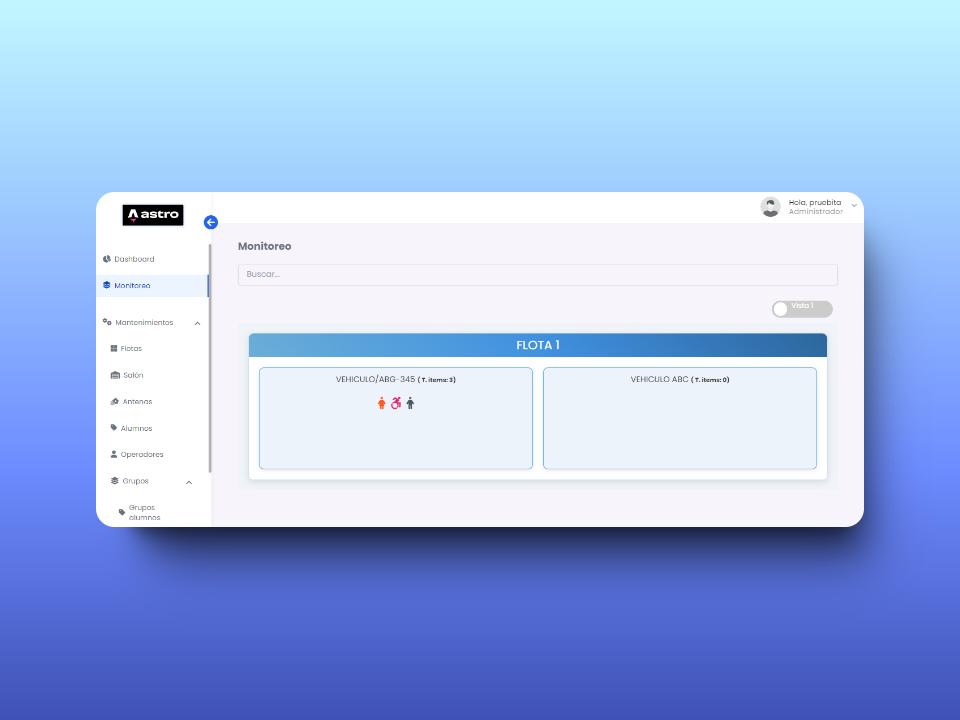 astro
Hola, pruebita
Administrador
Dashboard
Monitoreo
Mantenimientos
Flotas
Salón
Antenas
Alumnos
Operadores
Grupos
Grupos
alumnos
Monitoreo
Buscar...
Vista 1
FLOTA 1
VEHICULO/ABG-345 ( T. items: 3)
VEHICULO ABC ( T. items: 0)